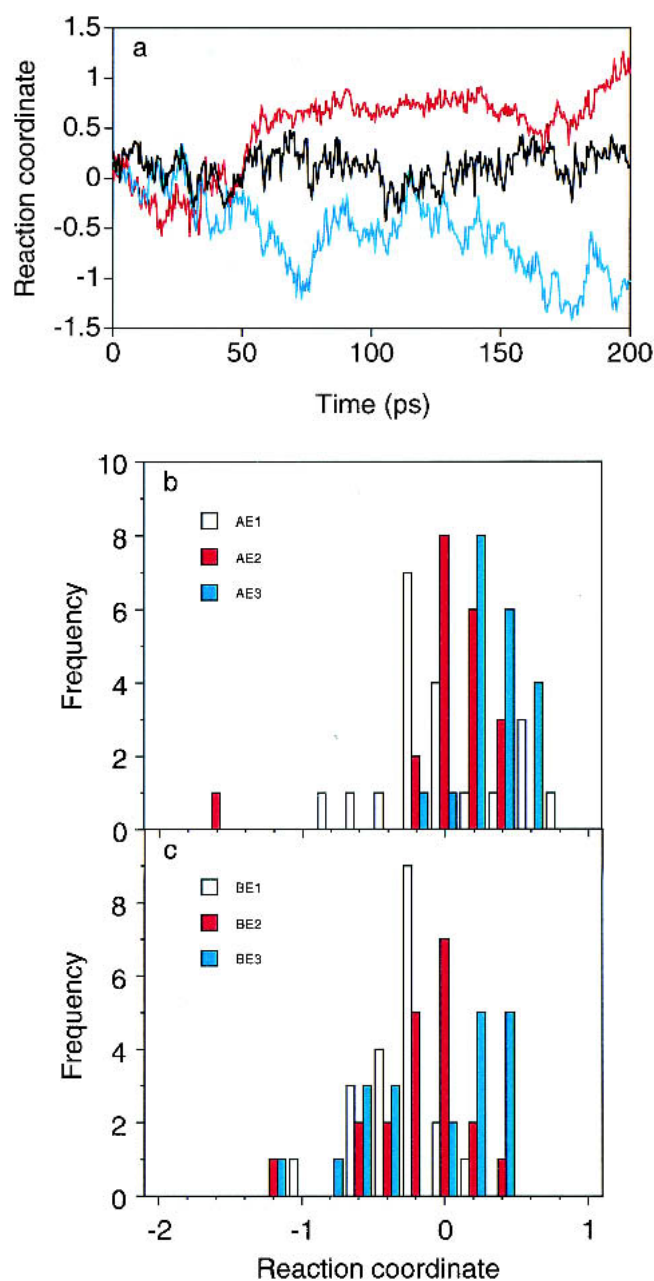 a
1.5
1
0.5
0
-0.5
-1
-1.5
Reaction coordinate
0 50 100 150 200
Time (ps)
b
10
8
6
4
2
0
Frequency
AE1
AE2
AE3
c
8
6
4
2
0
Frequency
BE1
BE2
BE3
-2 -1 0 1
Reaction coordinate